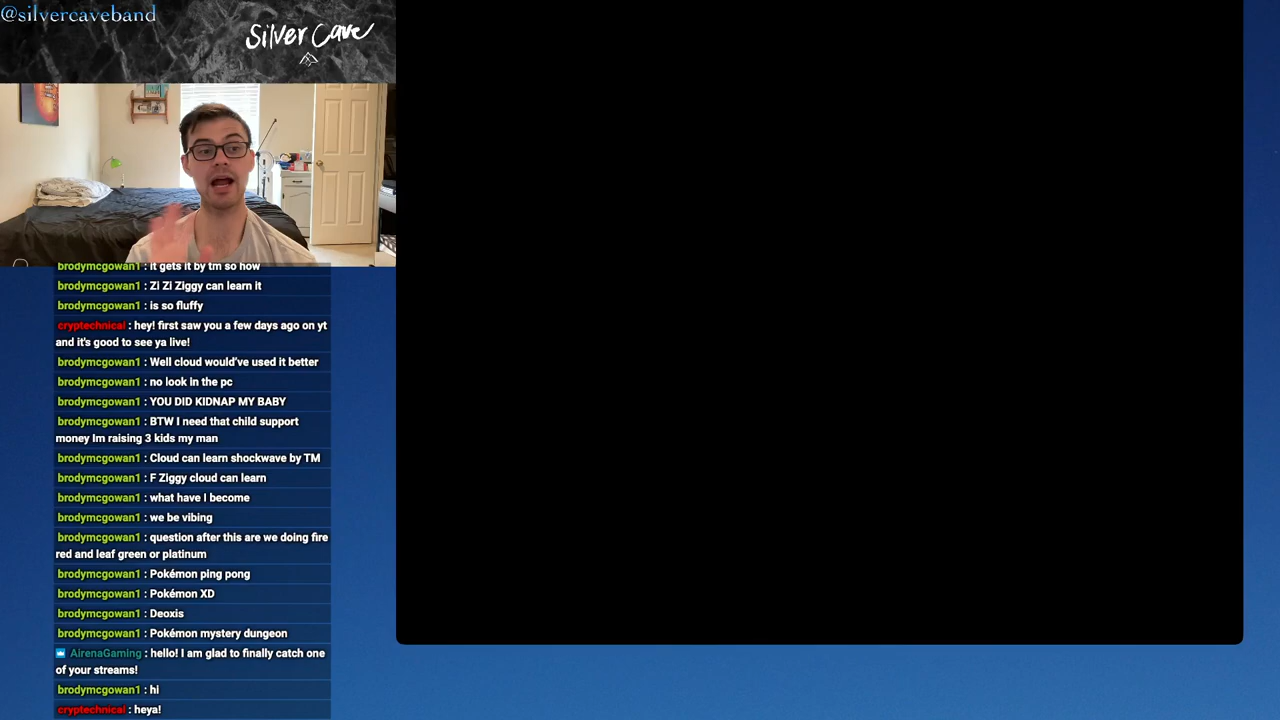 @silvercaveband
Silver Cave
brodymcgowan1 : it gets it by tm so how
brodymcgowan1 : Zi Zi Ziggy can learn it
brodymcgowan1 : is so fluffy
cryptechnical : hey! first saw you a few days ago on yt
and it's good to see ya live!
brodymcgowan1 : Well cloud would've used it better
brodymcgowan1 : no look in the pc
brodymcgowan1 : YOU DID KIDNAP MY BABY
brodymcgowan1 : BTW I need that child support
money Im raising 3 kids my man
brodymcgowan1 : Cloud can learn shockwave by TM
brodymcgowan1 : F Ziggy cloud can learn
brodymcgowan1 : what have I become
brodymcgowan1 : we be vibing
brodymcgowan1 : question after this are we doing fire
red and leaf green or platinum
brodymcgowan1 : Pokémon ping pong
brodymcgowan1 : Pokémon XD
brodymcgowan1 : Deoxis
brodymcgowan1 : Pokémon mystery dungeon
AirenaGaming : hello! I am glad to finally catch one
of your streams!
brodymcgowan1 : hi
cryptechnical : heya!